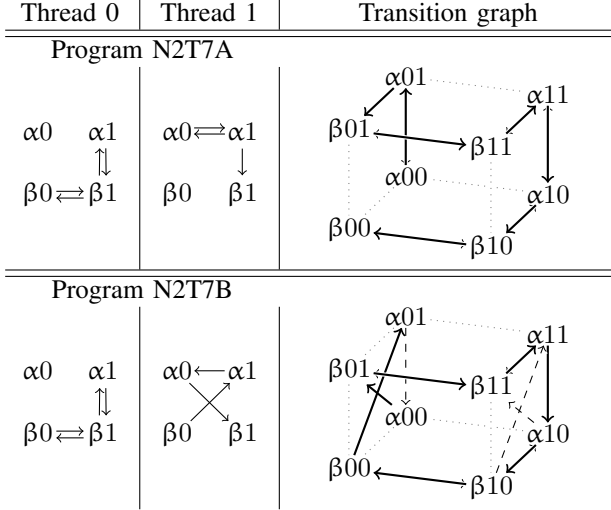 Thread 0 Thread 1 Transition graph
Program N2T7A
α0 α1 α0 α1
β0 β1 β0 β1
α01 α11
β01 β11
α00 α10
β00 β10
Program N2T7B
α0 α1 α0 α1
β0 β1 β0 β1
α01 α11
β01 β11
α00 α10
β00 β10